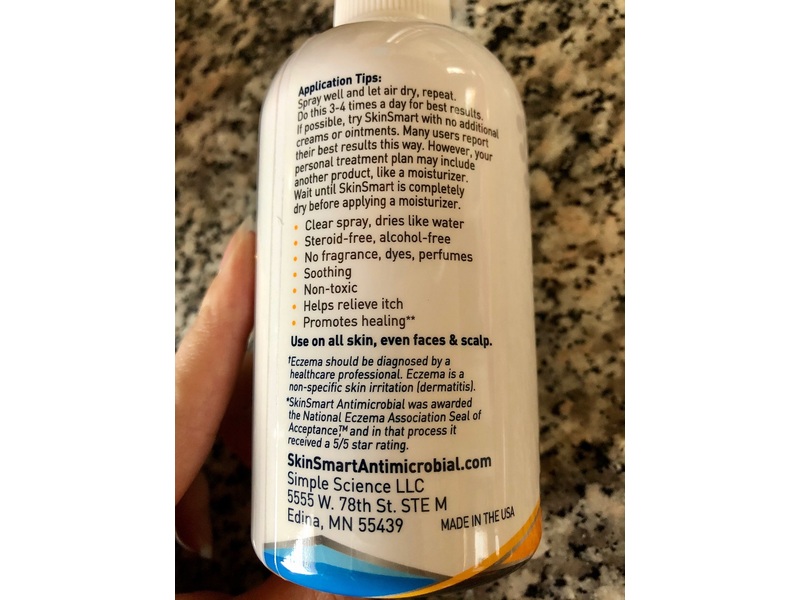 Application Tips:
Spray well and let air dry, repeat.
Do this 3-4 times a day for best results.
If possible, try SkinSmart with no additional
creams or ointments. Many users report
their best results this way. However, your
personal treatment plan may include
another product, like a moisturizer.
Wait until SkinSmart is completely
dry before applying a moisturizer.
• Clear spray, dries like water
• Steroid-free, alcohol-free
• No fragrance, dyes, perfumes
• Soothing
• Non-toxic
• Helps relieve itch
• Promotes healing**
Use on all skin, even faces & scalp.
†Eczema should be diagnosed by a
healthcare professional. Eczema is a
non-specific skin irritation (dermatitis).
*SkinSmart Antimicrobial was awarded
the National Eczema Association Seal of
Acceptance,™ and in that process it
received a 5/5 star rating.
SkinSmartAntimicrobial.com
Simple Science LLC
5555 W. 78th St. STE M
Edina, MN 55439
MADE IN THE USA